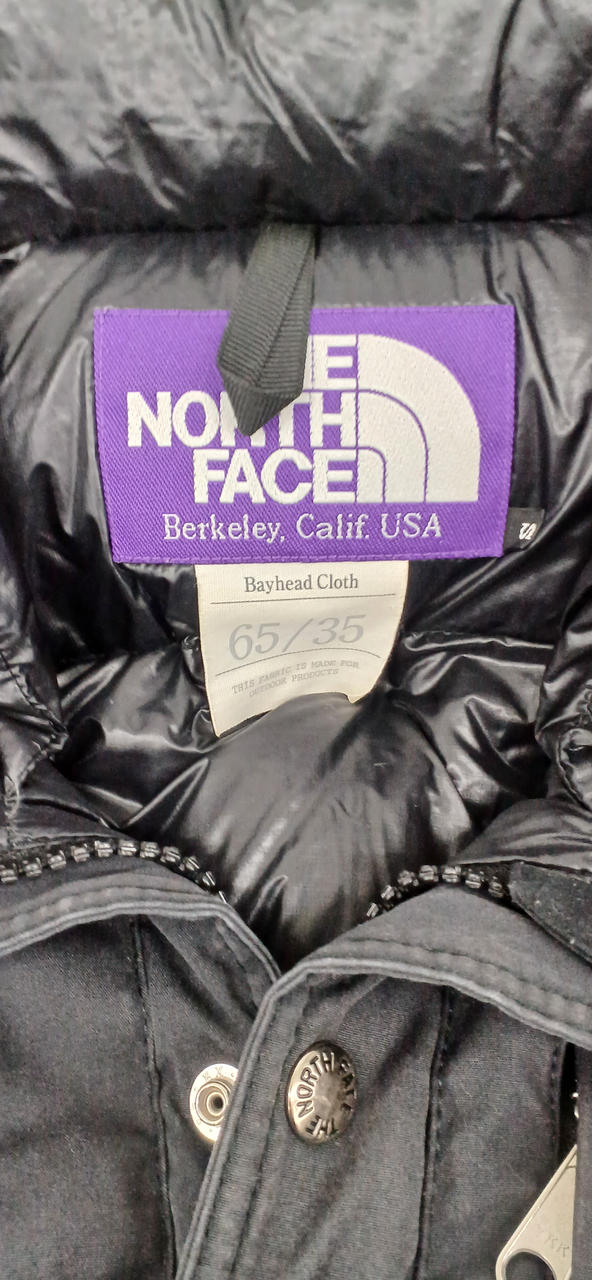 THE
NORTH
FACE
Berkeley, Calif. USA
S
Bayhead Cloth
65/35
THIS FABRIC IS MADE FOR
OUTDOOR PRODUCTS
THE NORTH FACE
YKK